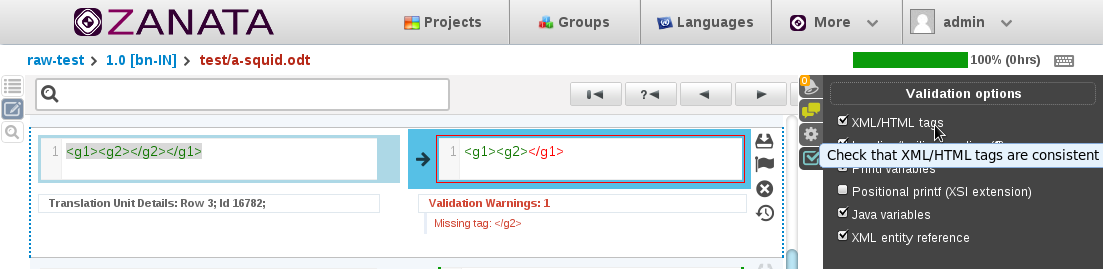 ZANATA
Projects
Groups
Languages
More
admin
raw-test > 1.0 [bn-IN] > test/a-squid.odt
100% (0hrs)
?
0
Validation options
XML/HTML tags
Check that XML/HTML tags are consistent
Printf variables
Positional printf (XSI extension)
Java variables
XML entity reference
1 <g1><g2></g2></g1>
1 <g1><g2></g1>
Translation Unit Details: Row 3; Id 16782;
Validation Warnings: 1
Missing tag: </g2>